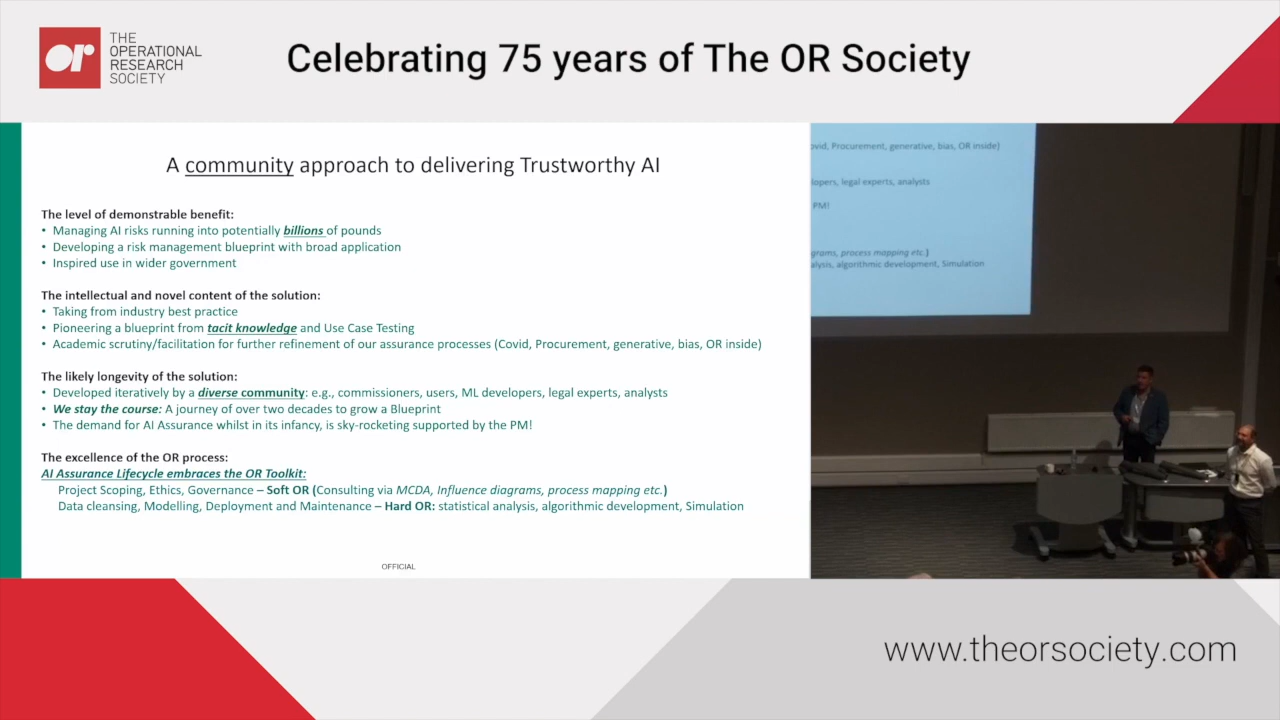 or
THE
OPERATIONAL
RESEARCH
SOCIETY
Celebrating 75 years of The OR Society
A community approach to delivering Trustworthy AI
The level of demonstrable benefit:
• Managing AI risks running into potentially billions of pounds
• Developing a risk management blueprint with broad application
• Inspired use in wider government
The intellectual and novel content of the solution:
• Taking from industry best practice
• Pioneering a blueprint from tacit knowledge and Use Case Testing
• Academic scrutiny/facilitation for further refinement of our assurance processes (Covid, Procurement, generative, bias, OR inside)
The likely longevity of the solution:
• Developed iteratively by a diverse community: e.g., commissioners, users, ML developers, legal experts, analysts
• We stay the course: A journey of over two decades to grow a Blueprint
• The demand for AI Assurance whilst in its infancy, is sky-rocketing supported by the PM!
The excellence of the OR process:
AI Assurance Lifecycle embraces the OR Toolkit:
Project Scoping, Ethics, Governance – Soft OR (Consulting via MCDA, Influence diagrams, process mapping etc.)
Data cleansing, Modelling, Deployment and Maintenance – Hard OR: statistical analysis, algorithmic development, Simulation
OFFICIAL
ovid, Procurement, generative, bias, OR inside)
lopers, legal experts, analysts
PM!
grams, process mapping etc.)
alysis, algorithmic development, Simulation
www.theorsociety.com